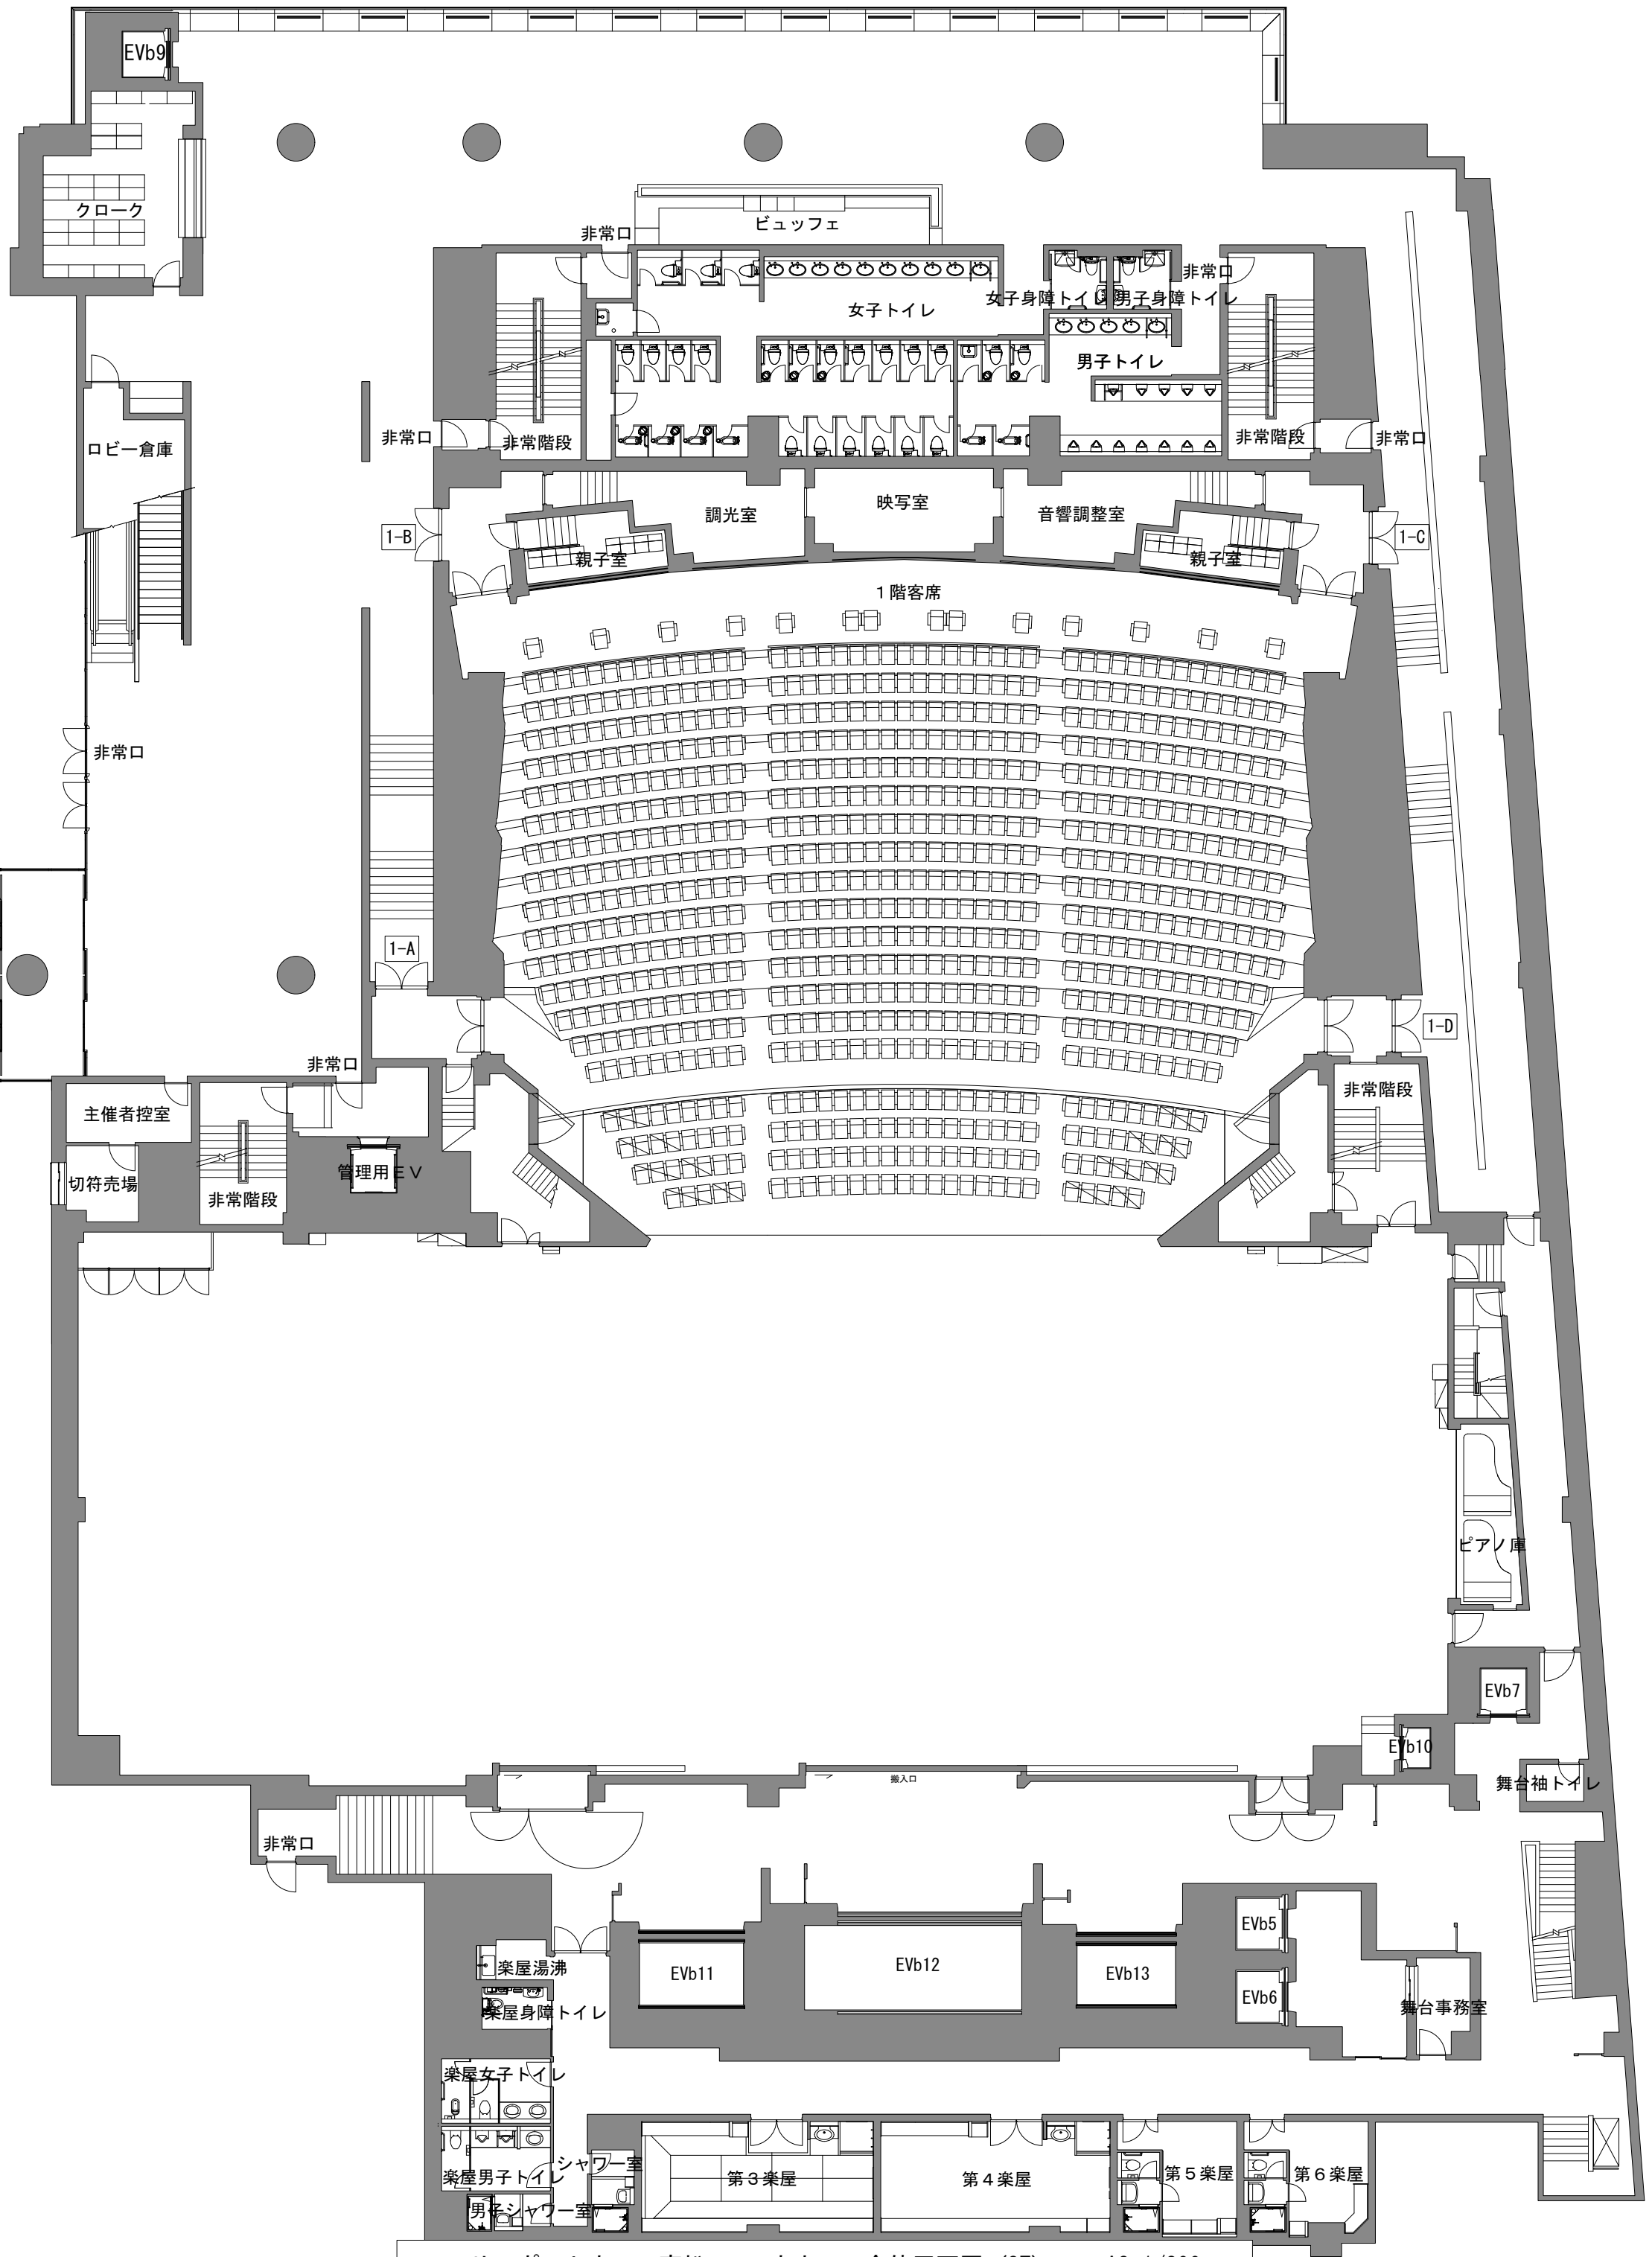 EVb9
クローク
ビュッフェ
非常口
非常口
女子身障トイレ
男子身障トイレ
女子トイレ
男子トイレ
ロビー倉庫
非常口
非常階段
非常階段
非常口
調光室
映写室
音響調整室
1-B
1-C
親子室
親子室
1階客席
非常口
1-A
1-D
非常口
主催者控室
非常階段
管理用EV
切符売場
非常階段
ピアノ庫
EVb7
EVb10
搬入口
舞台袖トイレ
非常口
EVb5
EVb11
EVb12
EVb13
楽屋湯沸
EVb6
楽屋身障トイレ
舞台事務室
楽屋女子トイレ
シャワー室
楽屋男子トイレ
第3楽屋
第4楽屋
第5楽屋
第6楽屋
男子シャワー室